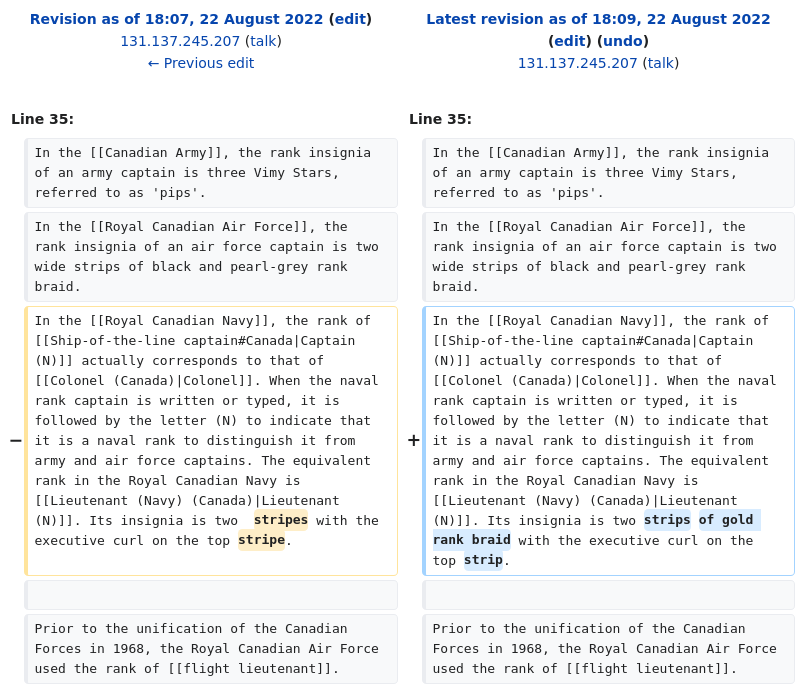 Revision as of 18:07, 22 August 2022 (edit)
131.137.245.207 (talk)
← Previous edit
Latest revision as of 18:09, 22 August 2022
(edit) (undo)
131.137.245.207 (talk)
Line 35:
Line 35:
In the [[Canadian Army]], the rank insignia
of an army captain is three Vimy Stars,
referred to as 'pips'.
In the [[Canadian Army]], the rank insignia
of an army captain is three Vimy Stars,
referred to as 'pips'.
In the [[Royal Canadian Air Force]], the
rank insignia of an air force captain is two
wide strips of black and pearl-grey rank
braid.
In the [[Royal Canadian Air Force]], the
rank insignia of an air force captain is two
wide strips of black and pearl-grey rank
braid.
−
In the [[Royal Canadian Navy]], the rank of
[[Ship-of-the-line captain#Canada|Captain
(N)]] actually corresponds to that of
[[Colonel (Canada)|Colonel]]. When the naval
rank captain is written or typed, it is
followed by the letter (N) to indicate that
it is a naval rank to distinguish it from
army and air force captains. The equivalent
rank in the Royal Canadian Navy is
[[Lieutenant (Navy) (Canada)|Lieutenant
(N)]]. Its insignia is two  stripes with the
executive curl on the top stripe.
+
In the [[Royal Canadian Navy]], the rank of
[[Ship-of-the-line captain#Canada|Captain
(N)]] actually corresponds to that of
[[Colonel (Canada)|Colonel]]. When the naval
rank captain is written or typed, it is
followed by the letter (N) to indicate that
it is a naval rank to distinguish it from
army and air force captains. The equivalent
rank in the Royal Canadian Navy is
[[Lieutenant (Navy) (Canada)|Lieutenant
(N)]]. Its insignia is two strips of gold
rank braid with the executive curl on the
top strip.
Prior to the unification of the Canadian
Forces in 1968, the Royal Canadian Air Force
used the rank of [[flight lieutenant]].
Prior to the unification of the Canadian
Forces in 1968, the Royal Canadian Air Force
used the rank of [[flight lieutenant]].